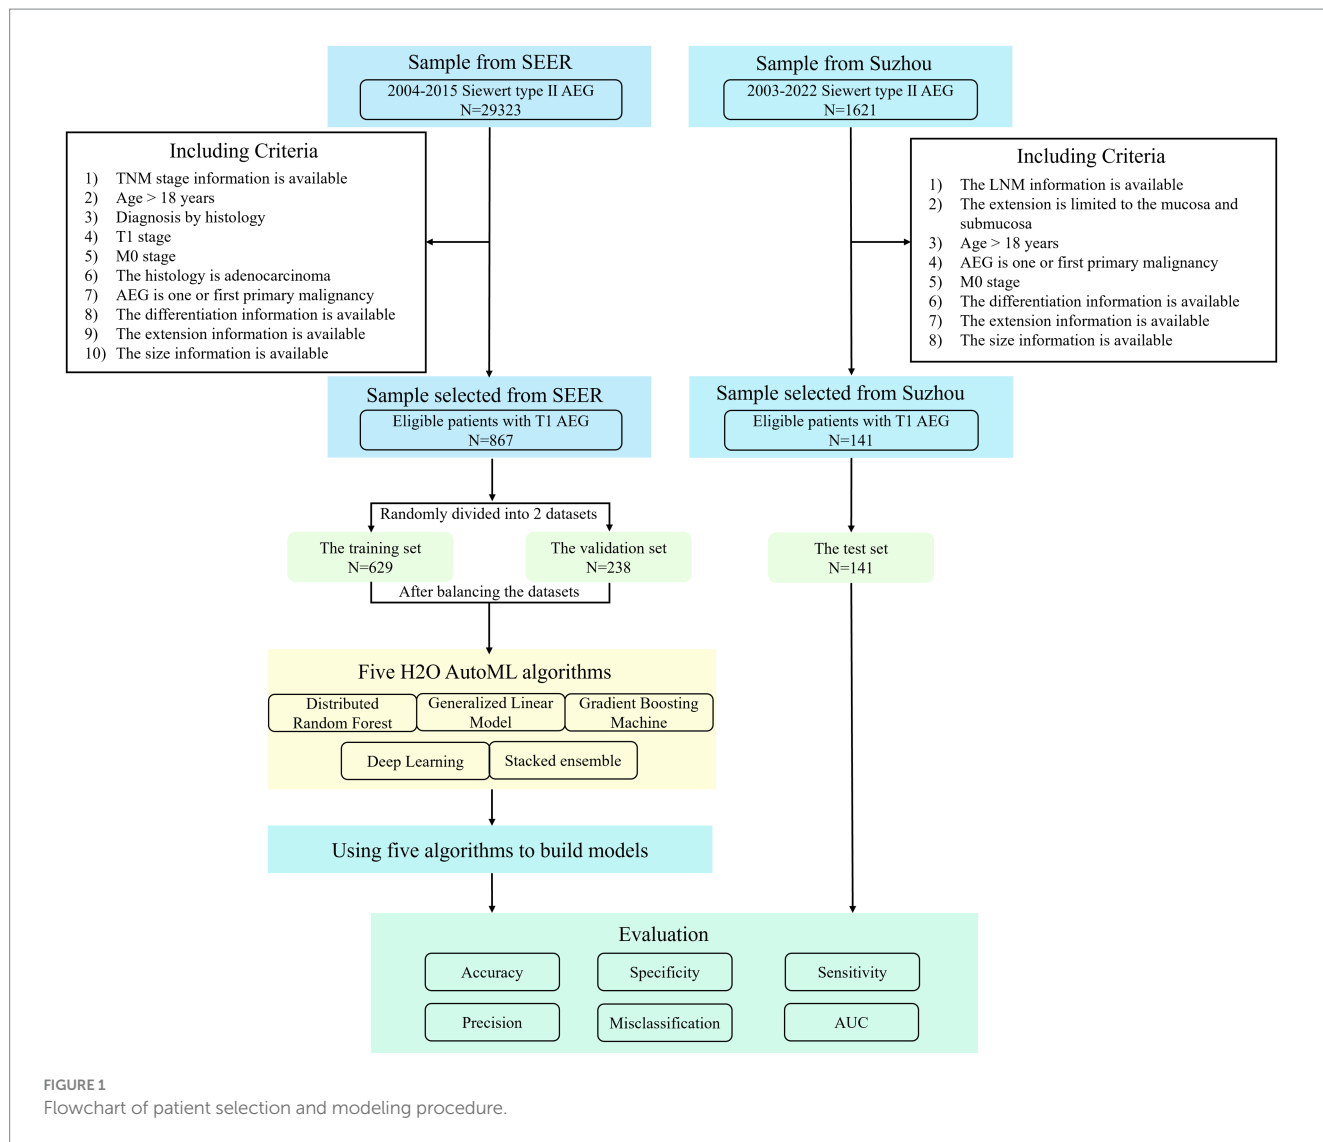 Sample from SEER
2004-2015 Siewert type II AEG
N=29323
Sample from Suzhou
2003-2022 Siewert type II AEG
N=1621
Including Criteria
1) TNM stage information is available
2) Age > 18 years
3) Diagnosis by histology
4) T1 stage
5) M0 stage
6) The histology is adenocarcinoma
7) AEG is one or first primary malignancy
8) The differentiation information is available
9) The extension information is available
10) The size information is available
Including Criteria
1) The LNM information is available
2) The extension is limited to the mucosa and
submucosa
3) Age > 18 years
4) AEG is one or first primary malignancy
5) M0 stage
6) The differentiation information is available
7) The extension information is available
8) The size information is available
Sample selected from SEER
Eligible patients with T1 AEG
N=867
Sample selected from Suzhou
Eligible patients with T1 AEG
N=141
Randomly divided into 2 datasets
The training set
N=629
The validation set
N=238
The test set
N=141
After balancing the datasets
Five H2O AutoML algorithms
Distributed
Random Forest
Generalized Linear
Model
Gradient Boosting
Machine
Deep Learning
Stacked ensemble
Using five algorithms to build models
Evaluation
Accuracy
Specificity
Sensitivity
Precision
Misclassification
AUC
FIGURE 1
Flowchart of patient selection and modeling procedure.